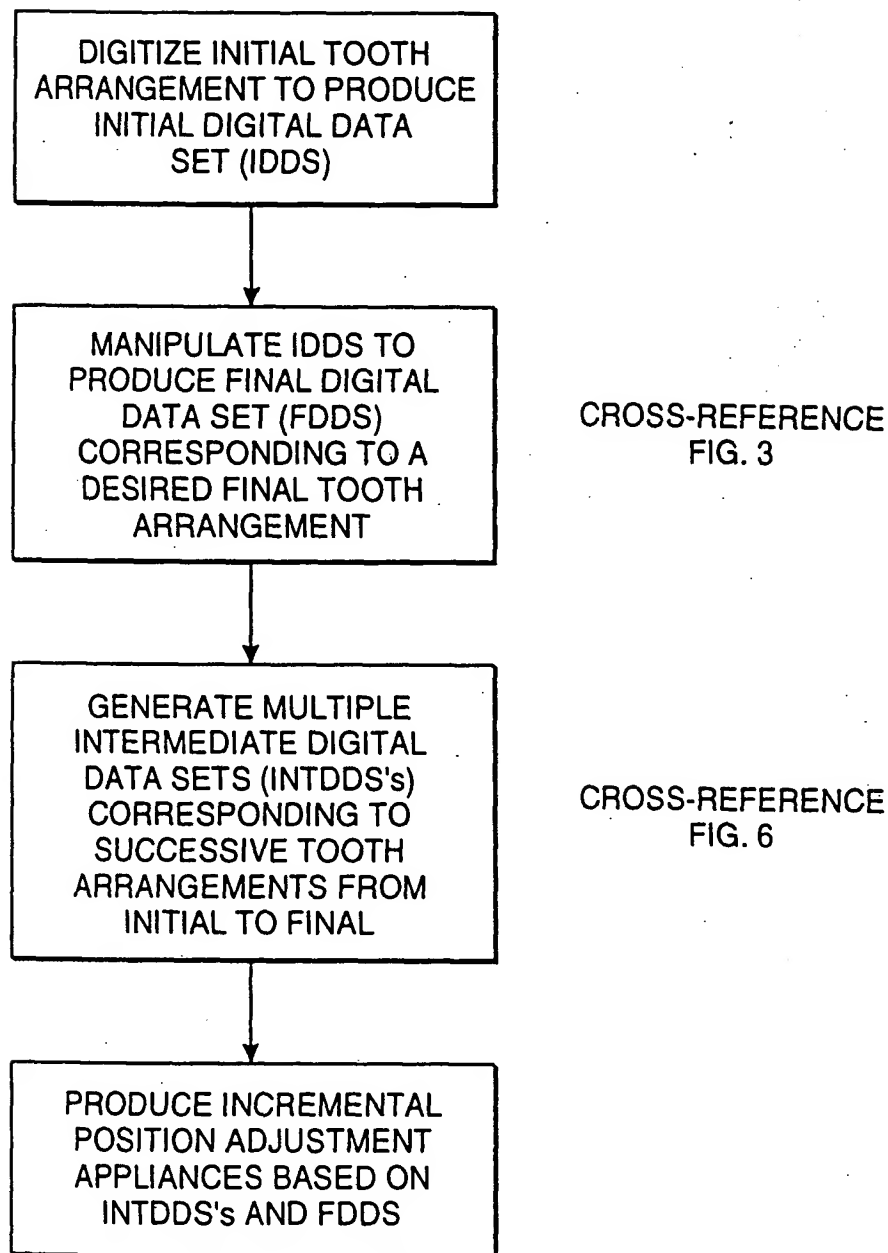 DIGITIZE INITIAL TOOTH
ARRANGEMENT TO PRODUCE
INITIAL DIGITAL DATA
SET (IDDS)
MANIPULATE IDDS TO
PRODUCE FINAL DIGITAL
DATA SET (FDDS)
CORRESPONDING TO A
DESIRED FINAL TOOTH
ARRANGEMENT
CROSS-REFERENCE
FIG. 3
GENERATE MULTIPLE
INTERMEDIATE DIGITAL
DATA SETS (INTDDS's)
CORRESPONDING TO
SUCCESSIVE TOOTH
ARRANGEMENTS FROM
INITIAL TO FINAL
CROSS-REFERENCE
FIG. 6
PRODUCE INCREMENTAL
POSITION ADJUSTMENT
APPLIANCES BASED ON
INTDDS's AND FDDS